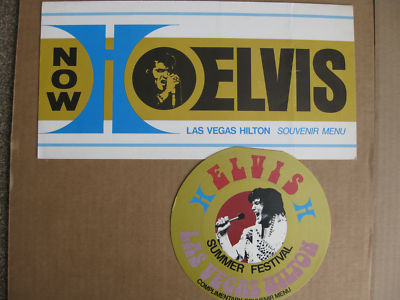 NOW
H
ELVIS
LAS VEGAS HILTON SOUVENIR MENU
ELVIS
H H
SUMMER FESTIVAL
LAS VEGAS HILTON
COMPLIMENTARY SOUVENIR MENU